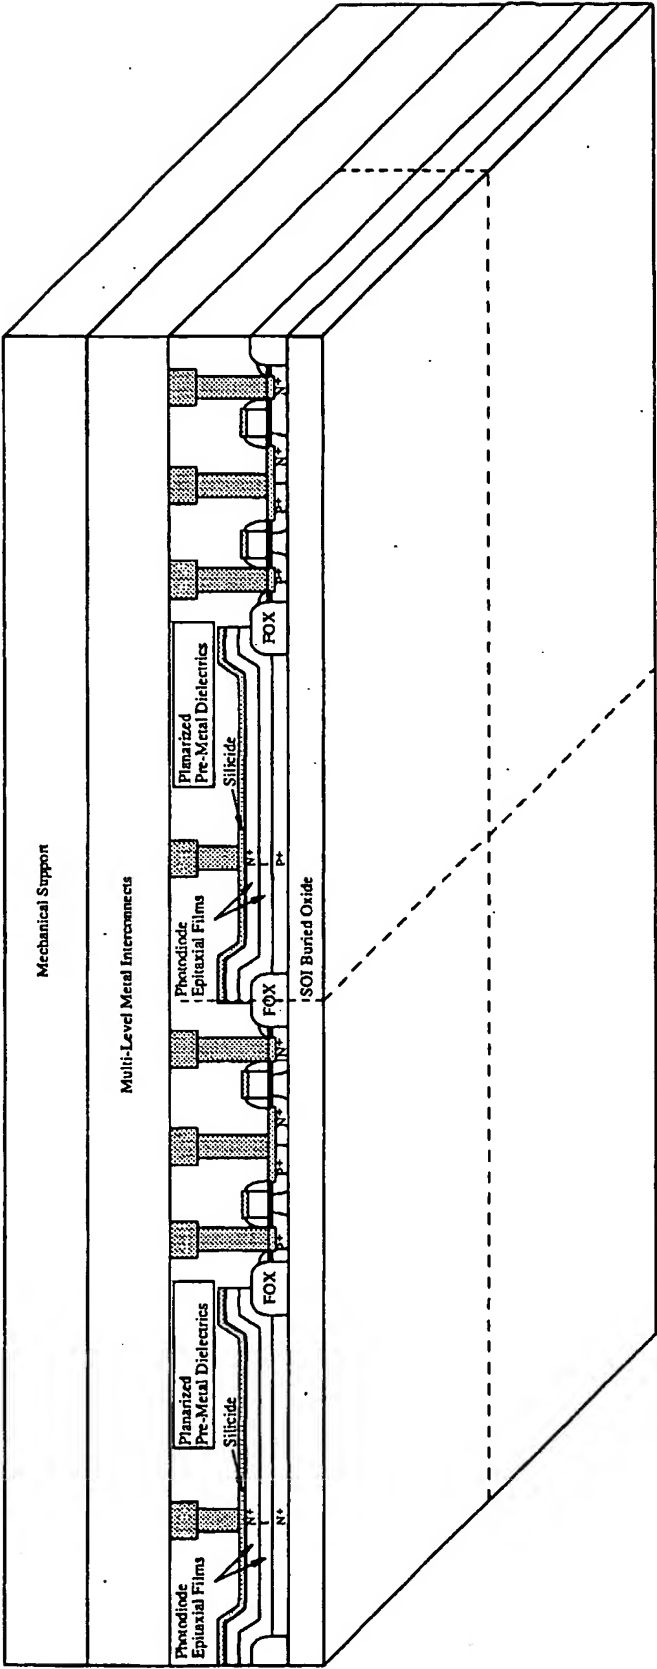 Mechanical Support
Multi-Level Metal Interconnects
Photodiode
Epitaxial Films
Planarized
Pre-Metal Dielectrics
Silicide
N+
I
N+
FOX
P+
P+
N+
N+
FOX
Photodiode
Epitaxial Films
Planarized
Pre-Metal Dielectrics
Silicide
N+
I
P+
FOX
P+
P+
N+
N+
SOI Buried Oxide